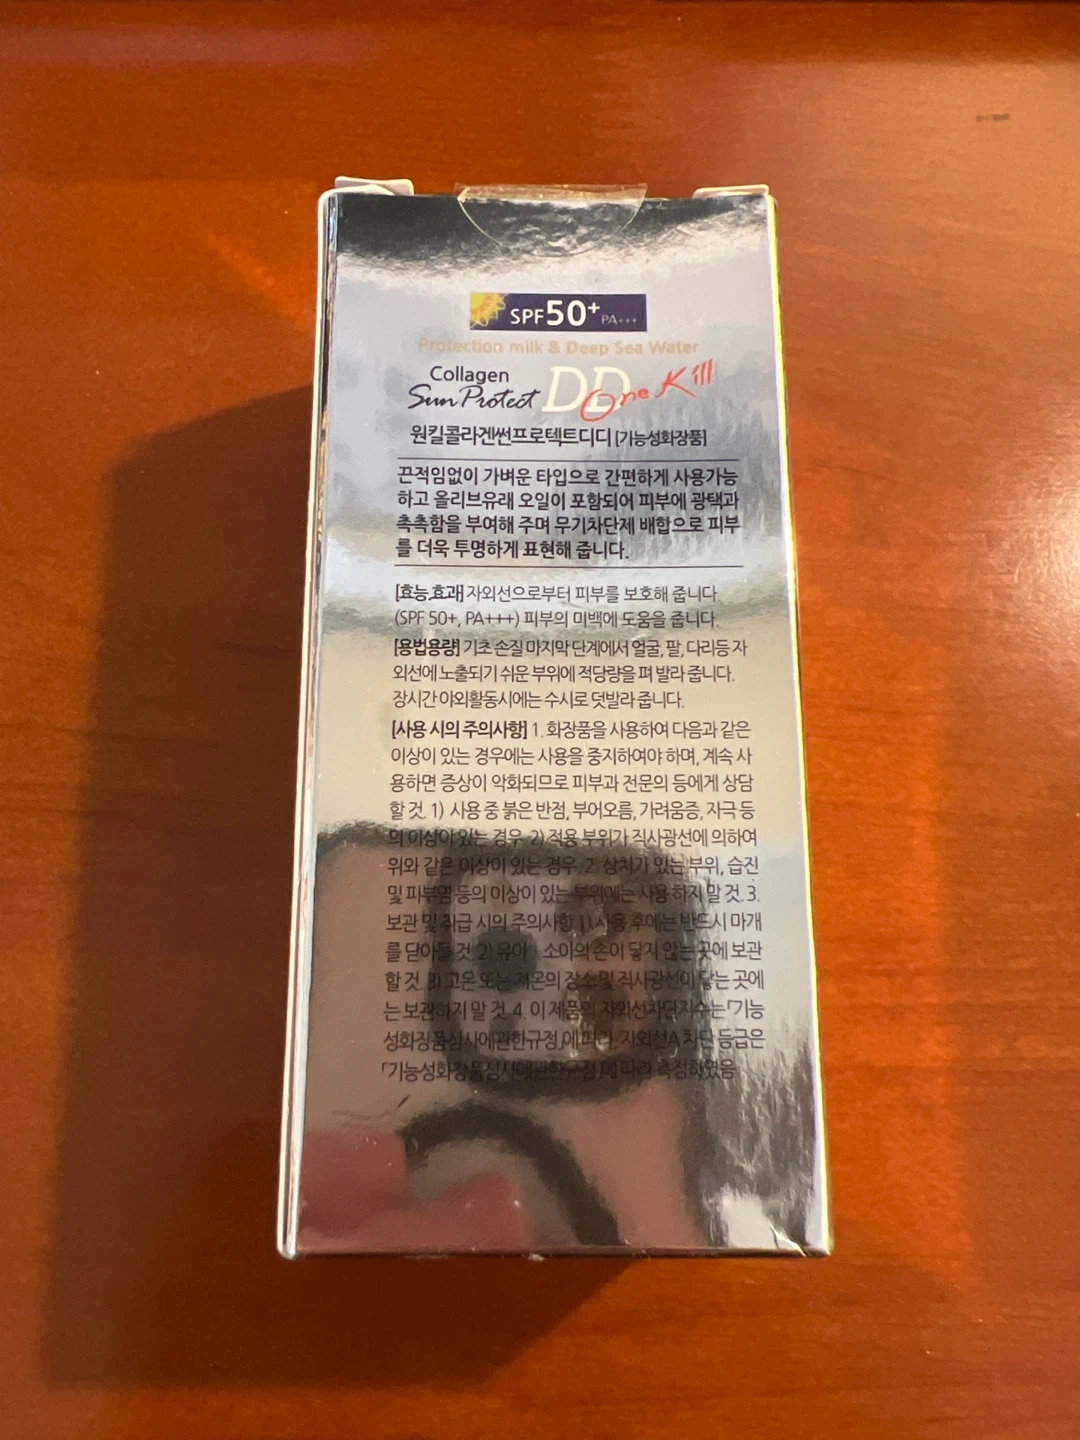 SPF50+ PA+++
Protection milk & Deep Sea Water
Collagen
Sun Protect DD One Kill
원킬콜라겐썬프로텍트디디 [기능성화장품]
끈적임없이 가벼운 타입으로 간편하게 사용가능
하고 올리브유래 오일이 포함되어 피부에 광택과
촉촉함을 부여해 주며 무기차단제 배합으로 피부
를 더욱 투명하게 표현해 줍니다.
[효능,효과] 자외선으로부터 피부를 보호해 줍니다.
(SPF 50+, PA+++) 피부의 미백에 도움을 줍니다.
[용법용량] 기초 손질 마지막 단계에서 얼굴, 팔, 다리등 자
외선에 노출되기 쉬운 부위에 적당량을 펴 발라 줍니다.
장시간 야외활동시에는 수시로 덧발라 줍니다.
[사용 시의 주의사항] 1. 화장품을 사용하여 다음과 같은
이상이 있는 경우에는 사용을 중지하여야 하며, 계속 사
용하면 증상이 악화되므로 피부과 전문의 등에게 상담
할 것. 1) 사용 중 붉은 반점, 부어오름, 가려움증, 자극 등
의 이상이 있는 경우 2) 적용 부위가 직사광선에 의하여
위와 같은 이상이 있는 경우. 2. 상처가 있는 부위, 습진
및 피부염 등의 이상이 있는 부위에는 사용 하지 말 것. 3.
보관 및 취급 시의 주의사항 1) 사용 후에는 반드시 마개
를 닫아둘 것. 2) 유아 · 소아의 손이 닿지 않는 곳에 보관
할 것. 3) 고온 또는 저온의 장소 및 직사광선이 닿는 곳에
는 보관하지 말 것. 4. 이 제품의 자외선차단지수는「기능
성화장품심사에관한규정」에 따라, 자외선A 차단 등급은
「기능성화장품심사에관한규정」에 따라 측정하였음